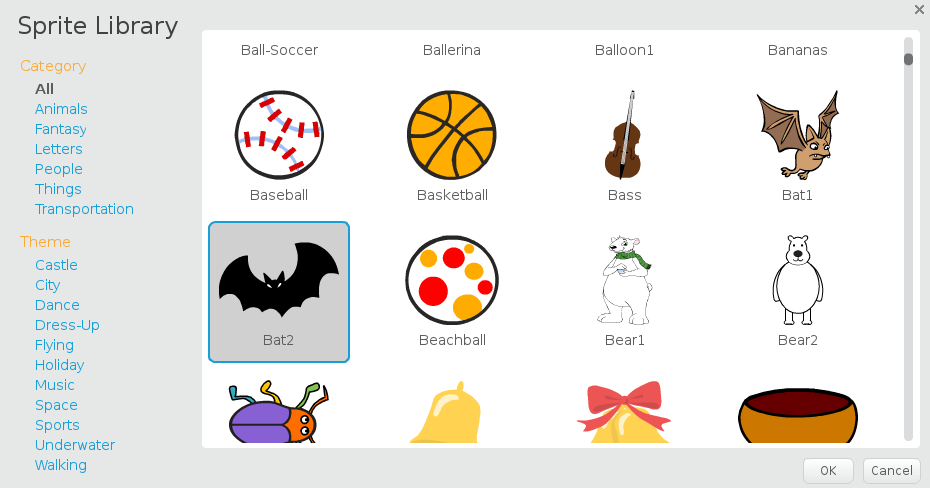 Sprite Library
Category
All
Animals
Fantasy
Letters
People
Things
Transportation
Theme
Castle
City
Dance
Dress-Up
Flying
Holiday
Music
Space
Sports
Underwater
Walking
Ball-Soccer Ballerina Balloon1 Bananas
Baseball Basketball Bass Bat1
Bat2 Beachball Bear1 Bear2
OK Cancel